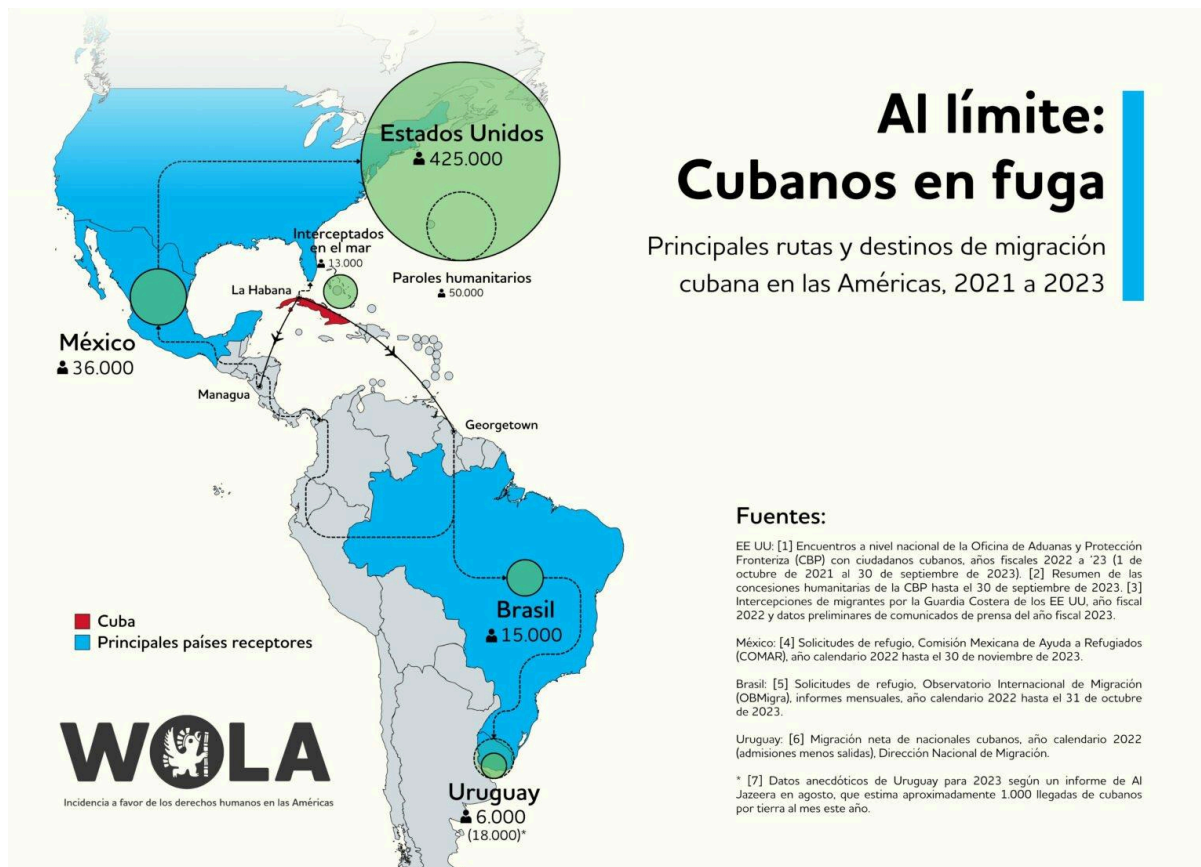 Al límite:
Cubanos en fuga
Principales rutas y destinos de migración
cubana en las Américas, 2021 a 2023
Estados Unidos
425.000
Interceptados
en el mar
13.000
Paroles humanitarios
50.000
La Habana
México
36.000
Managua
Georgetown
Brasil
15.000
Uruguay
6.000
(18.000)*
Cuba
Principales países receptores
WOLA
Incidencia a favor de los derechos humanos en las Américas
Fuentes:
EE UU: [1] Encuentros a nivel nacional de la Oficina de Aduanas y Protección
Fronteriza (CBP) con ciudadanos cubanos, años fiscales 2022 a '23 (1 de
octubre de 2021 al 30 de septiembre de 2023). [2] Resumen de las
concesiones humanitarias de la CBP hasta el 30 de septiembre de 2023. [3]
Intercepciones de migrantes por la Guardia Costera de los EE UU, año fiscal
2022 y datos preliminares de comunicados de prensa del año fiscal 2023.
México: [4] Solicitudes de refugio, Comisión Mexicana de Ayuda a Refugiados
(COMAR), año calendario 2022 hasta el 30 de noviembre de 2023.
Brasil: [5] Solicitudes de refugio, Observatorio Internacional de Migración
(OBMigra), informes mensuales, año calendario 2022 hasta el 31 de octubre
de 2023.
Uruguay: [6] Migración neta de nacionales cubanos, año calendario 2022
(admisiones menos salidas), Dirección Nacional de Migración.
* [7] Datos anecdóticos de Uruguay para 2023 según un informe de Al
Jazeera en agosto, que estima aproximadamente 1.000 llegadas de cubanos
por tierra al mes este año.